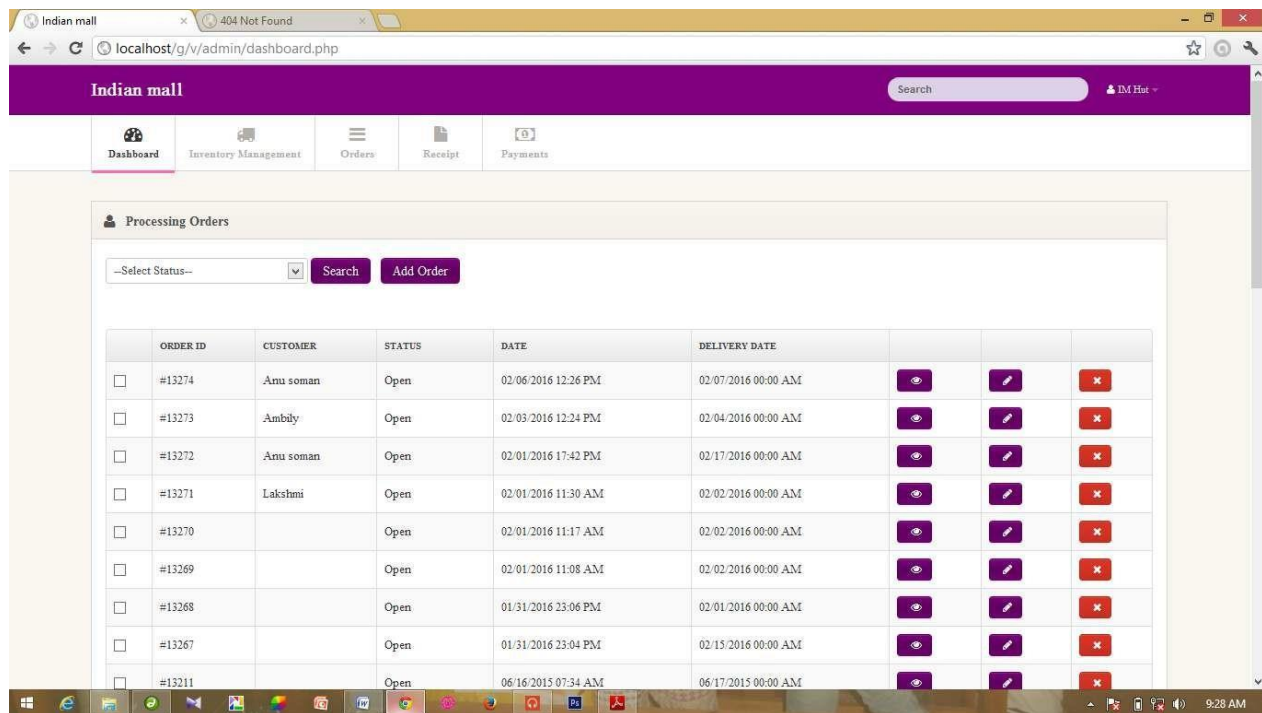 Indian mall
404 Not Found
localhost/g/v/admin/dashboard.php
Indian mall
Search
IM Hut
Dashboard
Inventory Management
Orders
Receipt
Payments
Processing Orders
--Select Status--
Search
Add Order
ORDER ID CUSTOMER STATUS DATE DELIVERY DATE
#13274 Anu soman Open 02/06/2016 12:26 PM 02/07/2016 00:00 AM
#13273 Ambily Open 02/03/2016 12:24 PM 02/04/2016 00:00 AM
#13272 Anu soman Open 02/01/2016 17:42 PM 02/17/2016 00:00 AM
#13271 Lakshmi Open 02/01/2016 11:30 AM 02/02/2016 00:00 AM
#13270 Open 02/01/2016 11:17 AM 02/02/2016 00:00 AM
#13269 Open 02/01/2016 11:08 AM 02/02/2016 00:00 AM
#13268 Open 01/31/2016 23:06 PM 02/01/2016 00:00 AM
#13267 Open 01/31/2016 23:04 PM 02/15/2016 00:00 AM
#13211 Open 06/16/2015 07:34 AM 06/17/2015 00:00 AM
Ps
9:28 AM